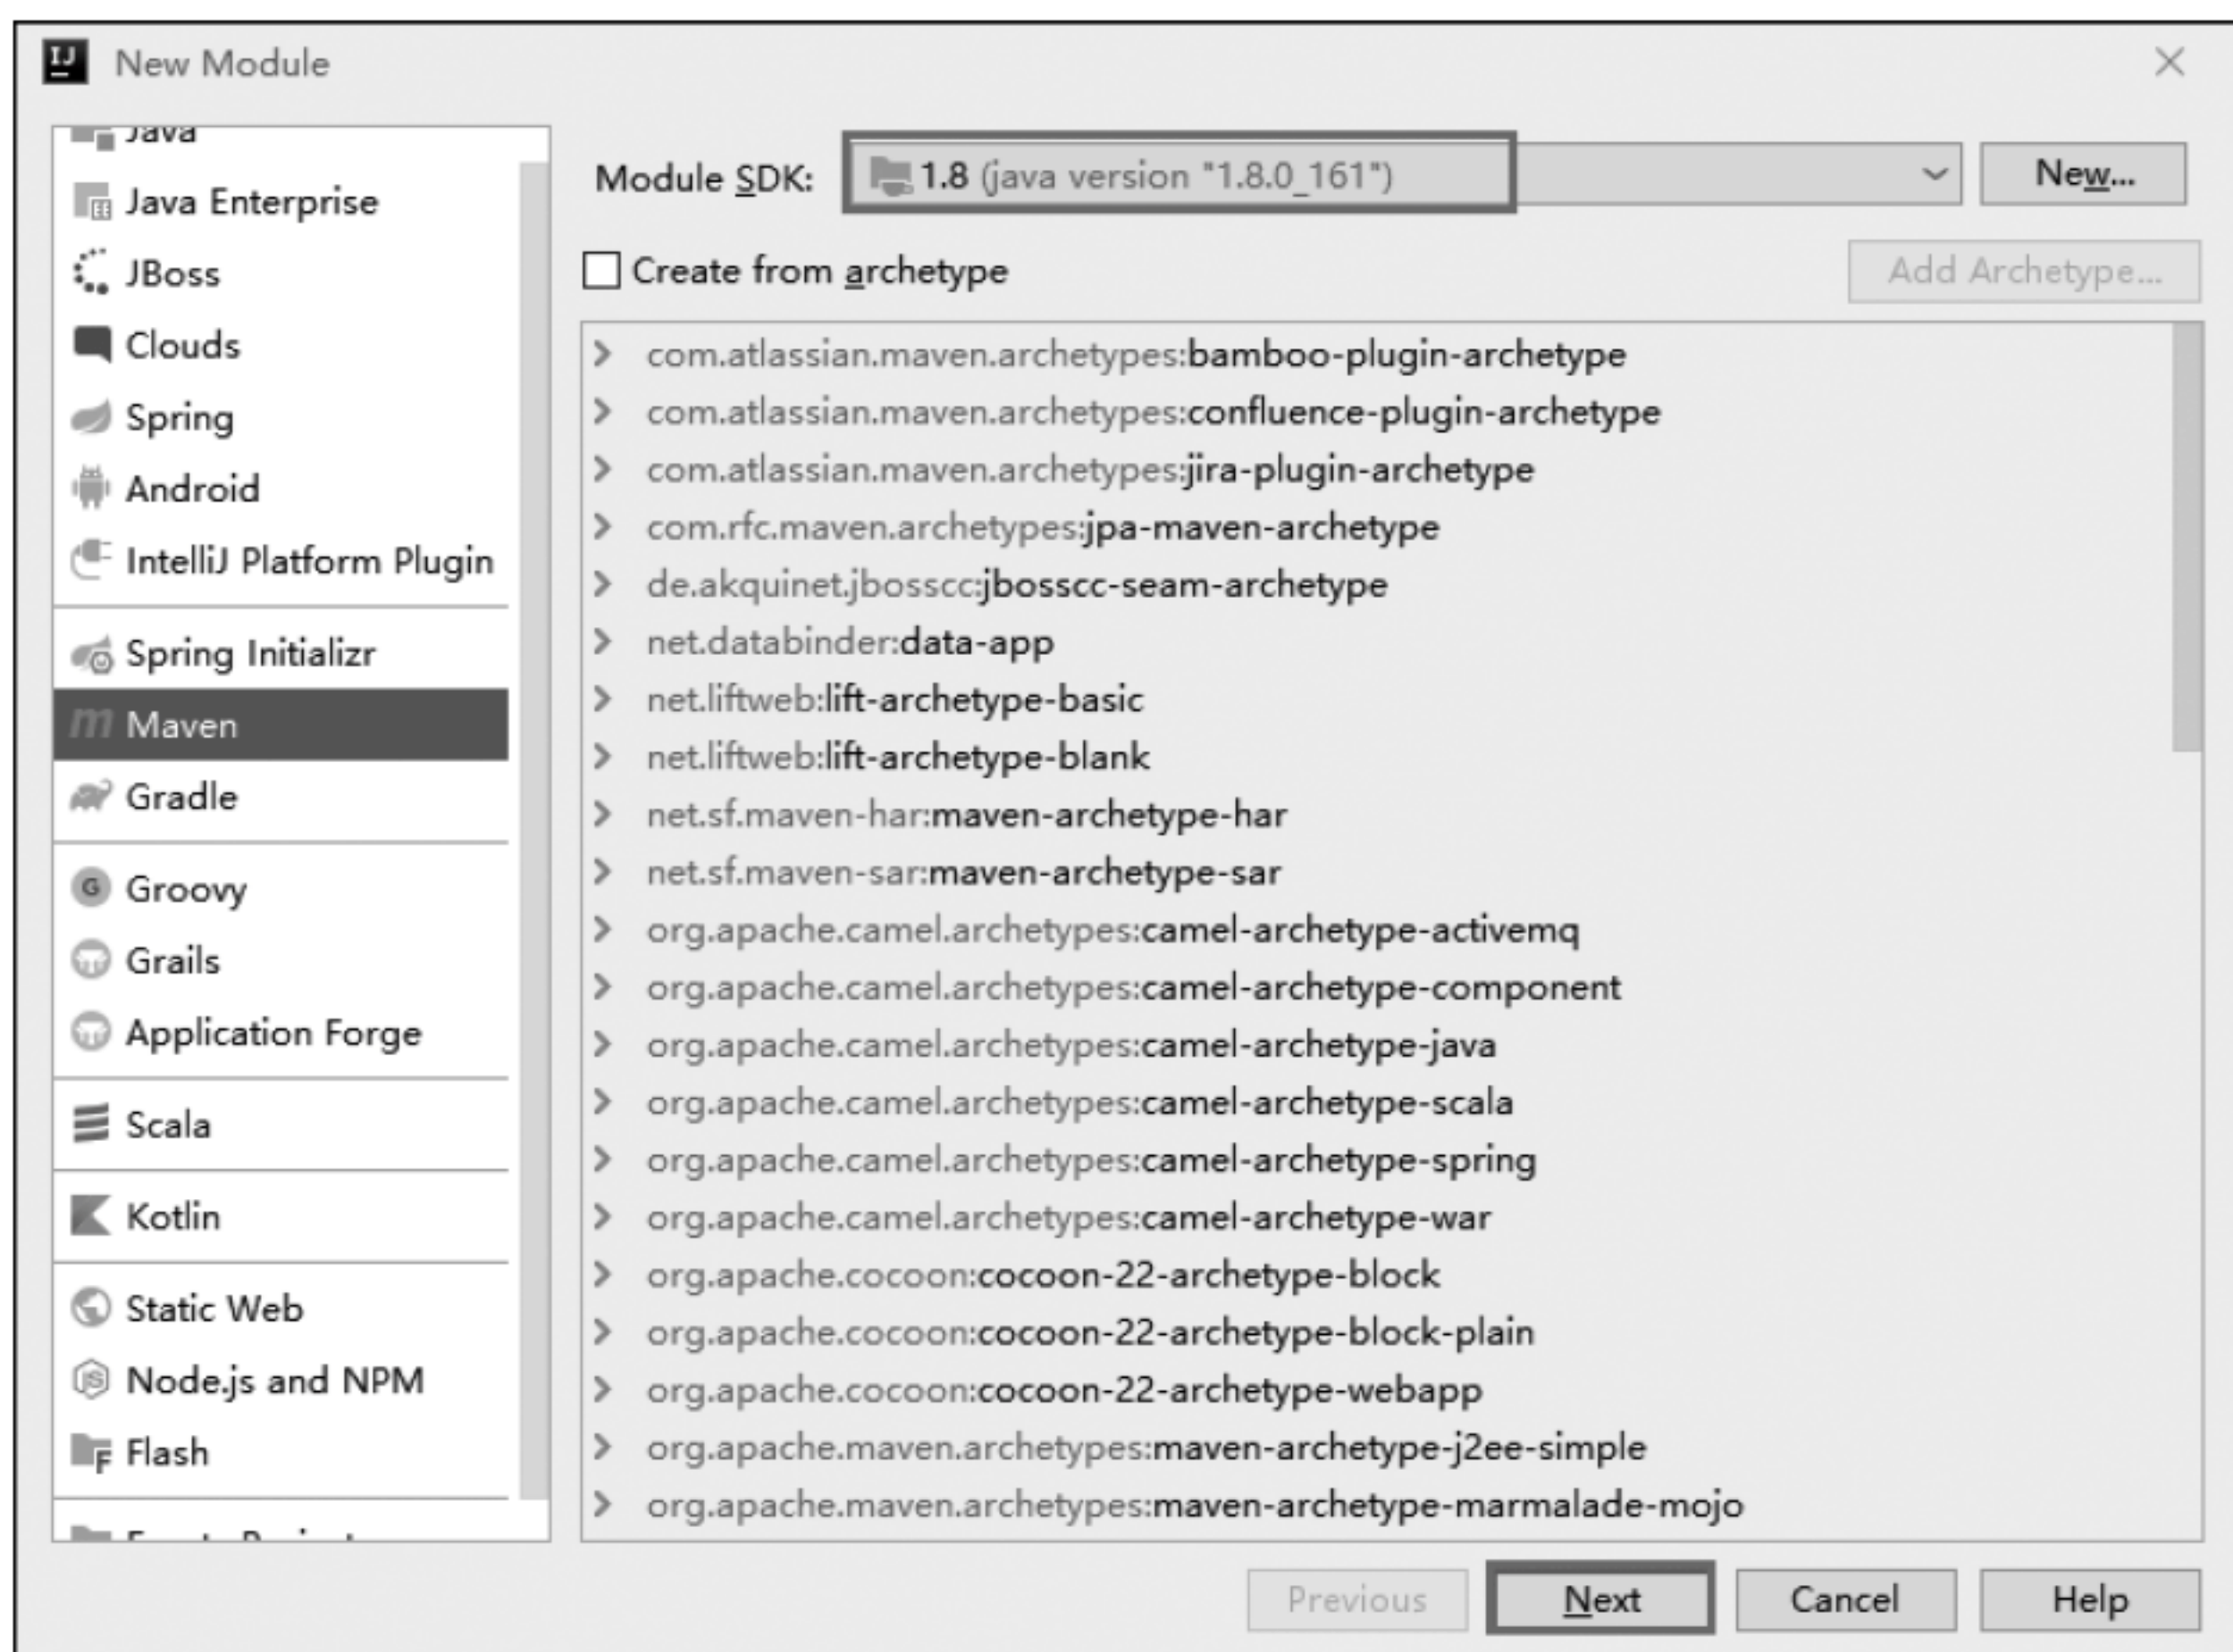 IJ New Module
Java
Java Enterprise
JBoss
Clouds
Spring
Android
IntelliJ Platform Plugin
Spring Initializr
m Maven
Gradle
G Groovy
Grails
Application Forge
Scala
Kotlin
Static Web
JS Node.js and NPM
F Flash
Module SDK: 1.8 (java version "1.8.0_161") New...
Create from archetype Add Archetype...
com.atlassian.maven.archetypes:bamboo-plugin-archetype
com.atlassian.maven.archetypes:confluence-plugin-archetype
com.atlassian.maven.archetypes:jira-plugin-archetype
com.rfc.maven.archetypes:jpa-maven-archetype
de.akquinet.jbosscc:jbosscc-seam-archetype
net.databinder:data-app
net.liftweb:lift-archetype-basic
net.liftweb:lift-archetype-blank
net.sf.maven-har:maven-archetype-har
net.sf.maven-sar:maven-archetype-sar
org.apache.camel.archetypes:camel-archetype-activemq
org.apache.camel.archetypes:camel-archetype-component
org.apache.camel.archetypes:camel-archetype-java
org.apache.camel.archetypes:camel-archetype-scala
org.apache.camel.archetypes:camel-archetype-spring
org.apache.camel.archetypes:camel-archetype-war
org.apache.cocoon:cocoon-22-archetype-block
org.apache.cocoon:cocoon-22-archetype-block-plain
org.apache.cocoon:cocoon-22-archetype-webapp
org.apache.maven.archetypes:maven-archetype-j2ee-simple
org.apache.maven.archetypes:maven-archetype-marmalade-mojo
Previous Next Cancel Help